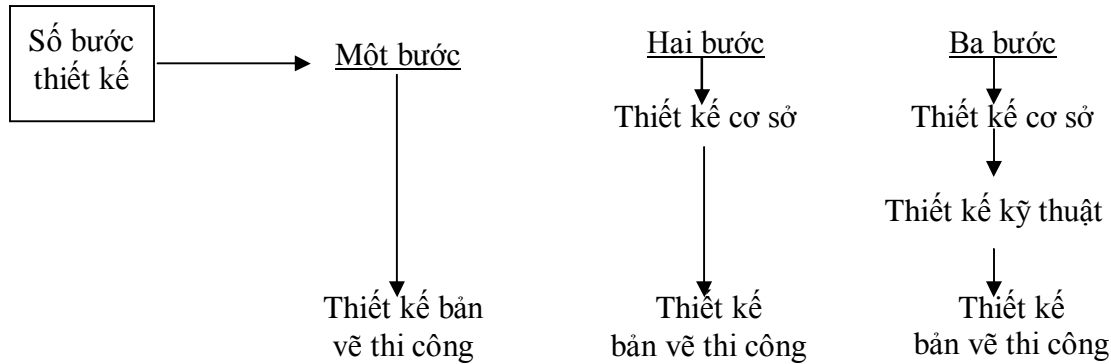 Số bước
thiết kế
Một bước
Thiết kế bản
vẽ thi công
Hai bước
Thiết kế cơ sở
Thiết kế
bản vẽ thi công
Ba bước
Thiết kế cơ sở
Thiết kế kỹ thuật
Thiết kế
bản vẽ thi công